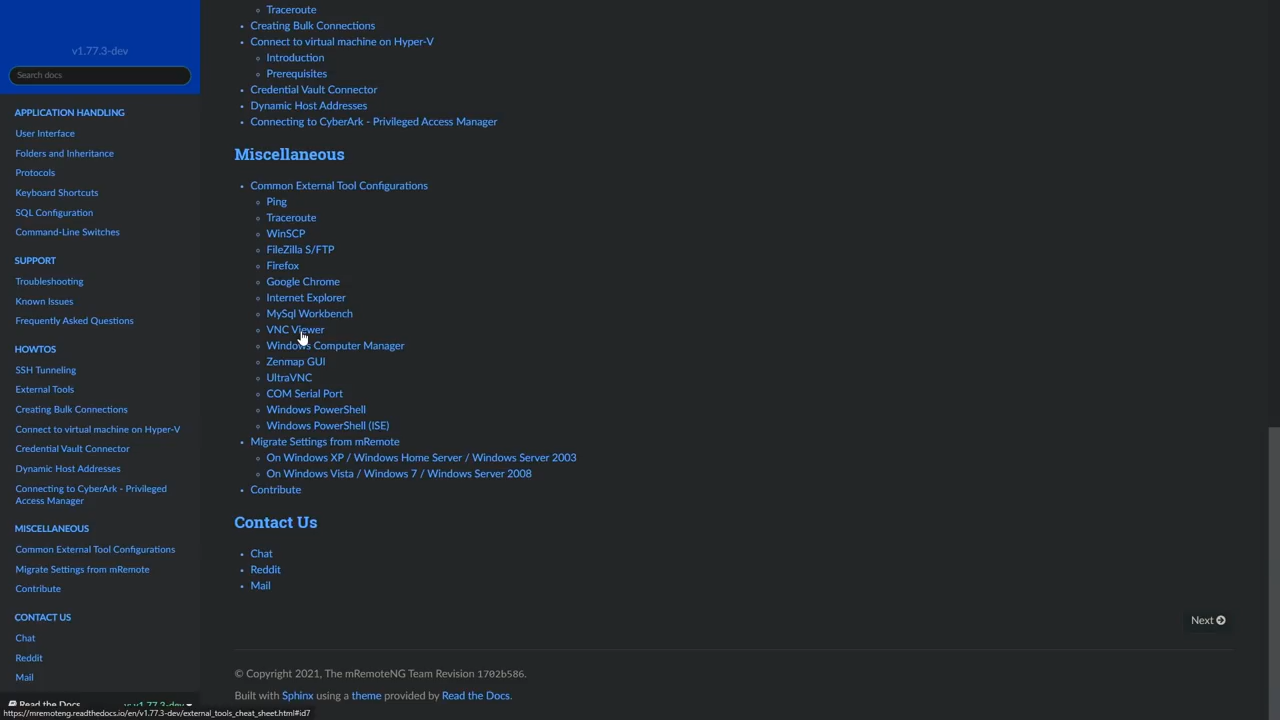 v1.77.3-dev
Search docs
APPLICATION HANDLING
User Interface
Folders and Inheritance
Protocols
Keyboard Shortcuts
SQL Configuration
Command-Line Switches
SUPPORT
Troubleshooting
Known Issues
Frequently Asked Questions
HOWTOS
SSH Tunneling
External Tools
Creating Bulk Connections
Connect to virtual machine on Hyper-V
Credential Vault Connector
Dynamic Host Addresses
Connecting to CyberArk - Privileged
Access Manager
MISCELLANEOUS
Common External Tool Configurations
Migrate Settings from mRemote
Contribute
CONTACT US
Chat
Reddit
Mail
Read the Docs
v: v1.77.3-dev
https://mremoteng.readthedocs.io/en/v1.77.3-dev/external_tools_cheat_sheet.html#id7
Traceroute
Creating Bulk Connections
Connect to virtual machine on Hyper-V
Introduction
Prerequisites
Credential Vault Connector
Dynamic Host Addresses
Connecting to CyberArk - Privileged Access Manager
Miscellaneous
Common External Tool Configurations
Ping
Traceroute
WinSCP
FileZilla S/FTP
Firefox
Google Chrome
Internet Explorer
MySql Workbench
VNC Viewer
Windows Computer Manager
Zenmap GUI
UltraVNC
COM Serial Port
Windows PowerShell
Windows PowerShell (ISE)
Migrate Settings from mRemote
On Windows XP / Windows Home Server / Windows Server 2003
On Windows Vista / Windows 7 / Windows Server 2008
Contribute
Contact Us
Chat
Reddit
Mail
Next
© Copyright 2021, The mRemoteNG Team Revision 1702b586.
Built with Sphinx using a theme provided by Read the Docs.